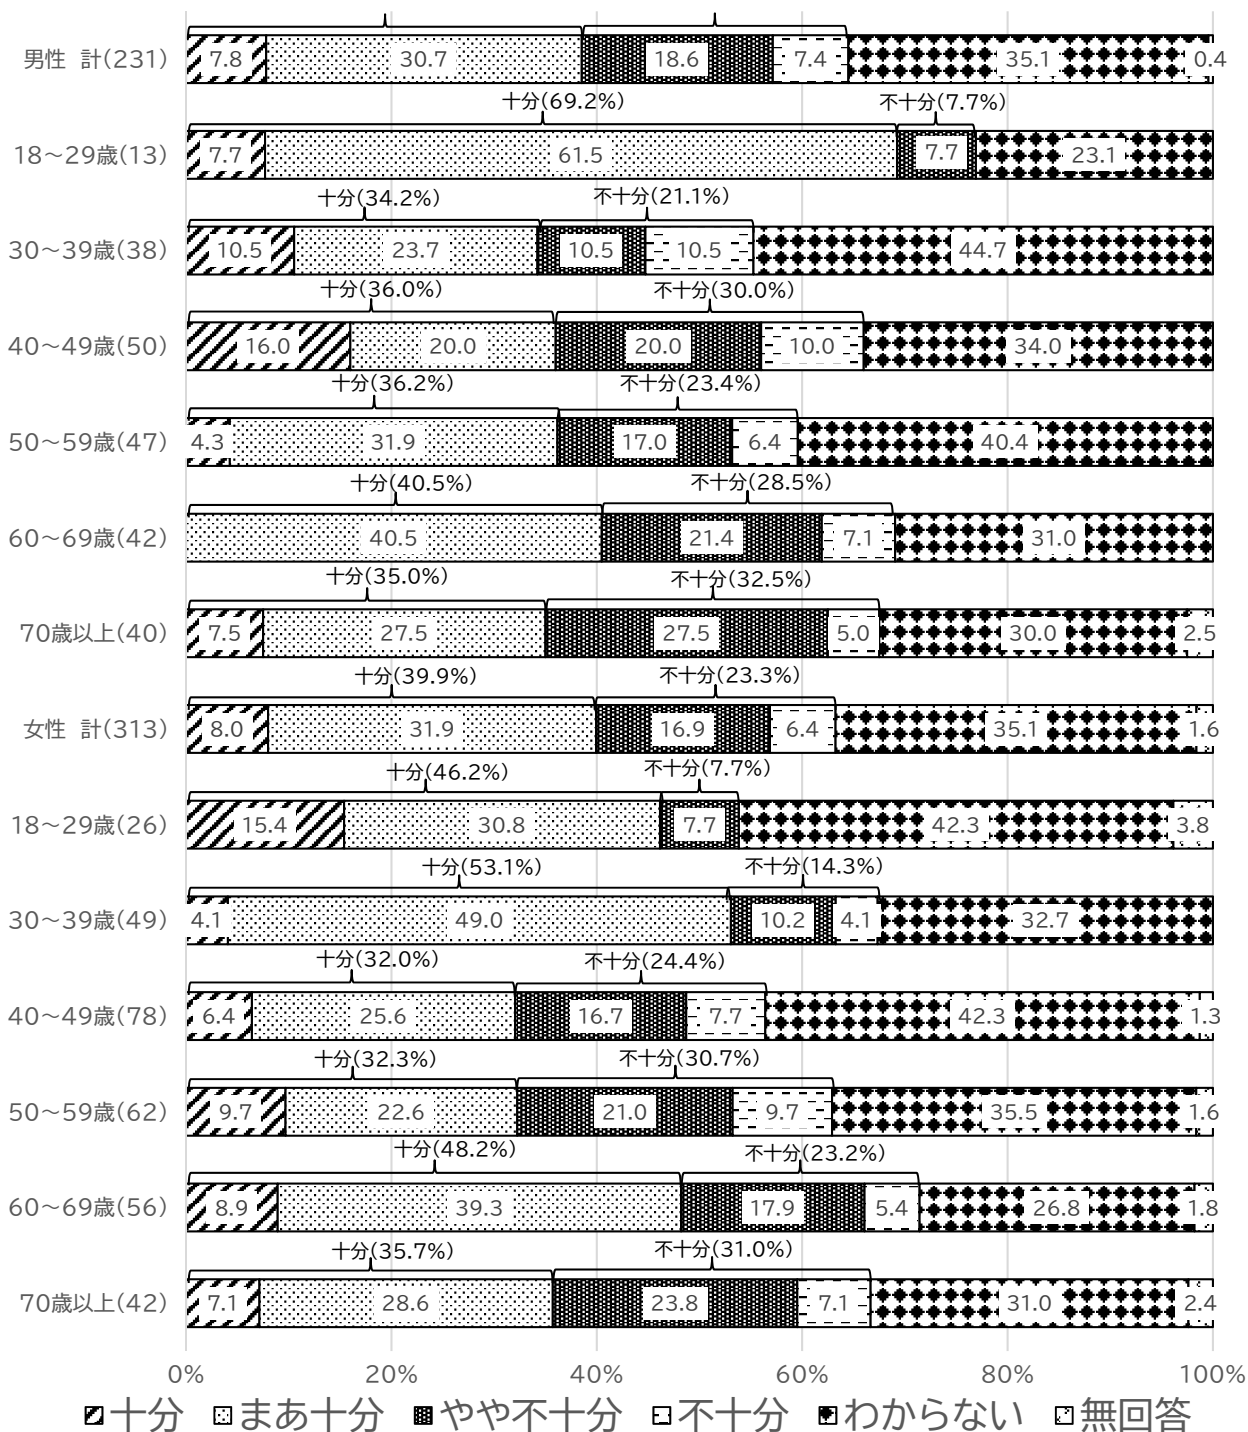 男性 計(231) 7.8 30.7 18.6 7.4 35.1 0.4
十分(69.2%) 不十分(7.7%)
18～29歳(13) 7.7 61.5 7.7 23.1
十分(34.2%) 不十分(21.1%)
30～39歳(38) 10.5 23.7 10.5 10.5 44.7
十分(36.0%) 不十分(30.0%)
40～49歳(50) 16.0 20.0 20.0 10.0 34.0
十分(36.2%) 不十分(23.4%)
50～59歳(47) 4.3 31.9 17.0 6.4 40.4
十分(40.5%) 不十分(28.5%)
60～69歳(42) 40.5 21.4 7.1 31.0
十分(35.0%) 不十分(32.5%)
70歳以上(40) 7.5 27.5 27.5 5.0 30.0 2.5
十分(39.9%) 不十分(23.3%)
女性 計(313) 8.0 31.9 16.9 6.4 35.1 1.6
十分(46.2%) 不十分(7.7%)
18～29歳(26) 15.4 30.8 7.7 42.3 3.8
十分(53.1%) 不十分(14.3%)
30～39歳(49) 4.1 49.0 10.2 4.1 32.7
十分(32.0%) 不十分(24.4%)
40～49歳(78) 6.4 25.6 16.7 7.7 42.3 1.3
十分(32.3%) 不十分(30.7%)
50～59歳(62) 9.7 22.6 21.0 9.7 35.5 1.6
十分(48.2%) 不十分(23.2%)
60～69歳(56) 8.9 39.3 17.9 5.4 26.8 1.8
十分(35.7%) 不十分(31.0%)
70歳以上(42) 7.1 28.6 23.8 7.1 31.0 2.4
0% 20% 40% 60% 80% 100%
十分 まあ十分 やや不十分 不十分 わからない 無回答